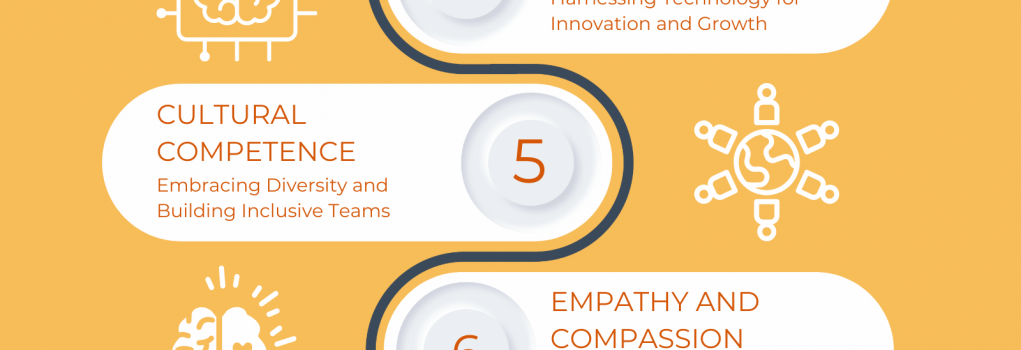 Harnessing Technology for
Innovation and Growth
CULTURAL
COMPETENCE
Embracing Diversity and
Building Inclusive Teams
5
EMPATHY AND
COMPASSION
6